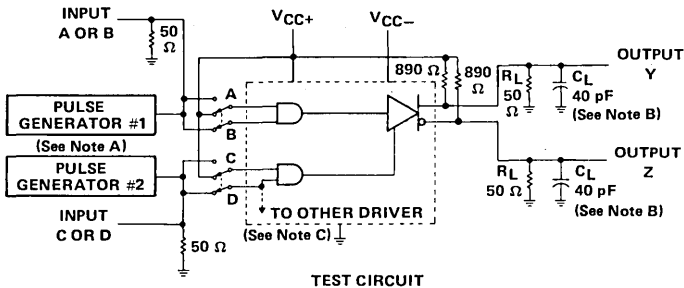 INPUT
A OR B
50
Ω
VCC+
VCC−
890 Ω
890
Ω
OUTPUT
Y
RL
50
Ω
CL
40 pF
(See Note B)
A
B
PULSE
GENERATOR #1
(See Note A)
PULSE
GENERATOR #2
C
D
OUTPUT
Z
RL
50 Ω
CL
40 pF
(See Note B)
INPUT
C OR D
50 Ω
TO OTHER DRIVER
(See Note C)
TEST CIRCUIT